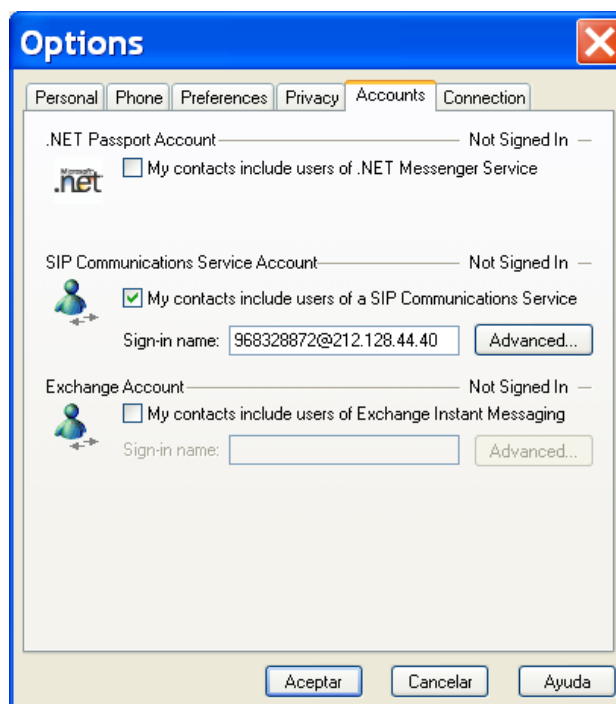 Options
Personal Phone Preferences Privacy Accounts Connection
.NET Passport Account Not Signed In
Microsoft
.net
My contacts include users of .NET Messenger Service
SIP Communications Service Account Not Signed In
My contacts include users of a SIP Communications Service
Sign-in name: 968328872@212.128.44.40 Advanced...
Exchange Account Not Signed In
My contacts include users of Exchange Instant Messaging
Sign-in name: Advanced...
Aceptar Cancelar Ayuda